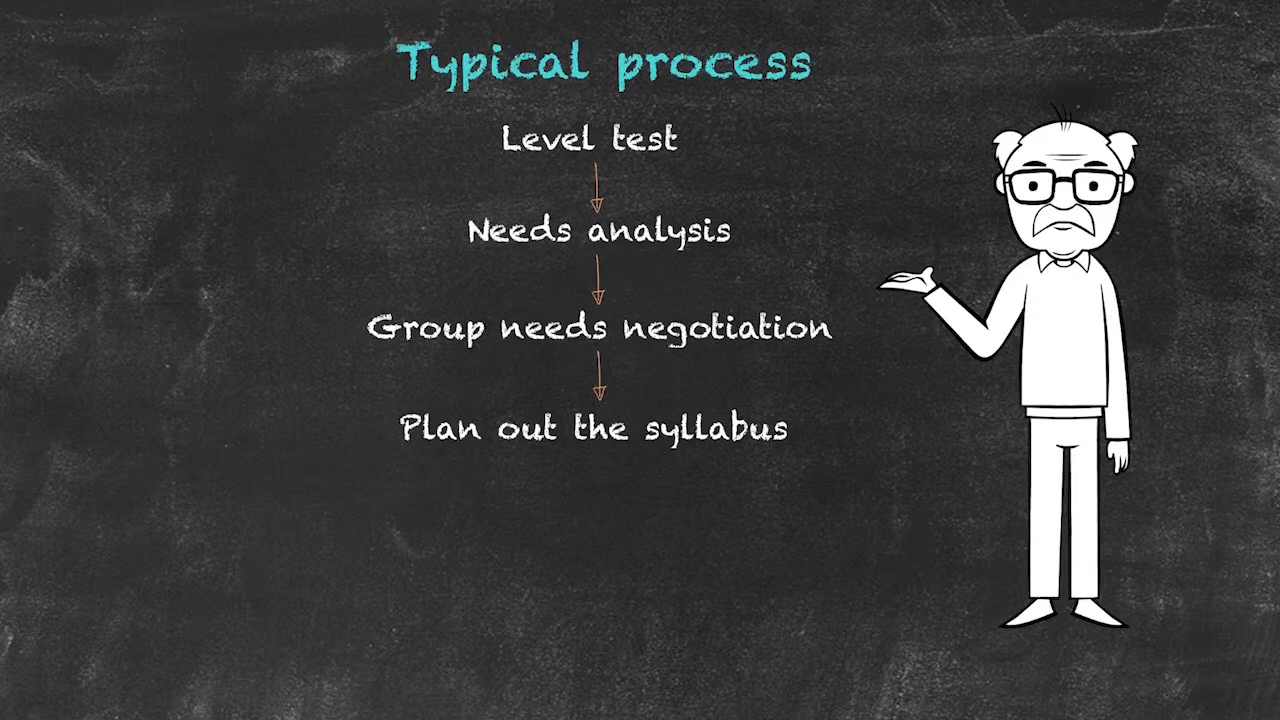 Typical process
Level test
Needs analysis
Group needs negotiation
Plan out the syllabus